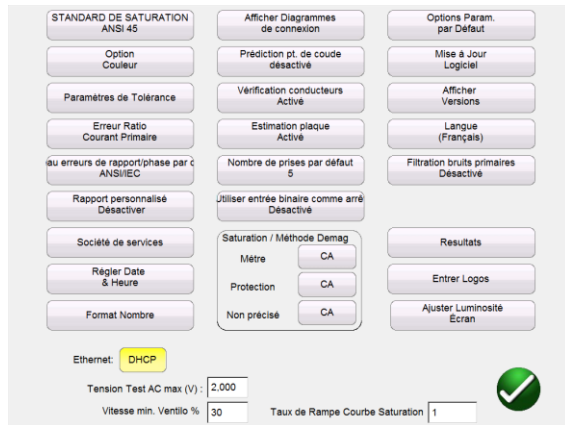 STANDARD DE SATURATION
ANSI 45
Afficher Diagrammes
de connexion
Options Param.
par Défaut
Option
Couleur
Prédiction pt. de coude
désactivé
Mise à Jour
Logiciel
Paramètres de Tolérance
Vérification conducteurs
Activé
Afficher
Versions
Erreur Ratio
Courant Primaire
Estimation plaque
Activé
Langue
(Français)
au erreurs de rapport/phase par d
ANSI/IEC
Nombre de prises par défaut
5
Filtration bruits primaires
Désactivé
Rapport personnalisé
Désactiver
Utiliser entrée binaire comme arrê
Désactivé
Société de services
Saturation / Méthode Demag
Métre
CA
Protection
CA
Non précisé
CA
Resultats
Régler Date
& Heure
Entrer Logos
Format Nombre
Ajuster Luminosité
Écran
Ethernet:
DHCP
Tension Test AC max (V) :
2,000
Vitesse min. Ventilo %
30
Taux de Rampe Courbe Saturation
1